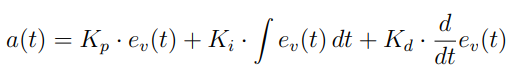 a(t) = K_p · e_v(t) + K_i · ∫ e_v(t) dt + K_d · d/dt e_v(t)